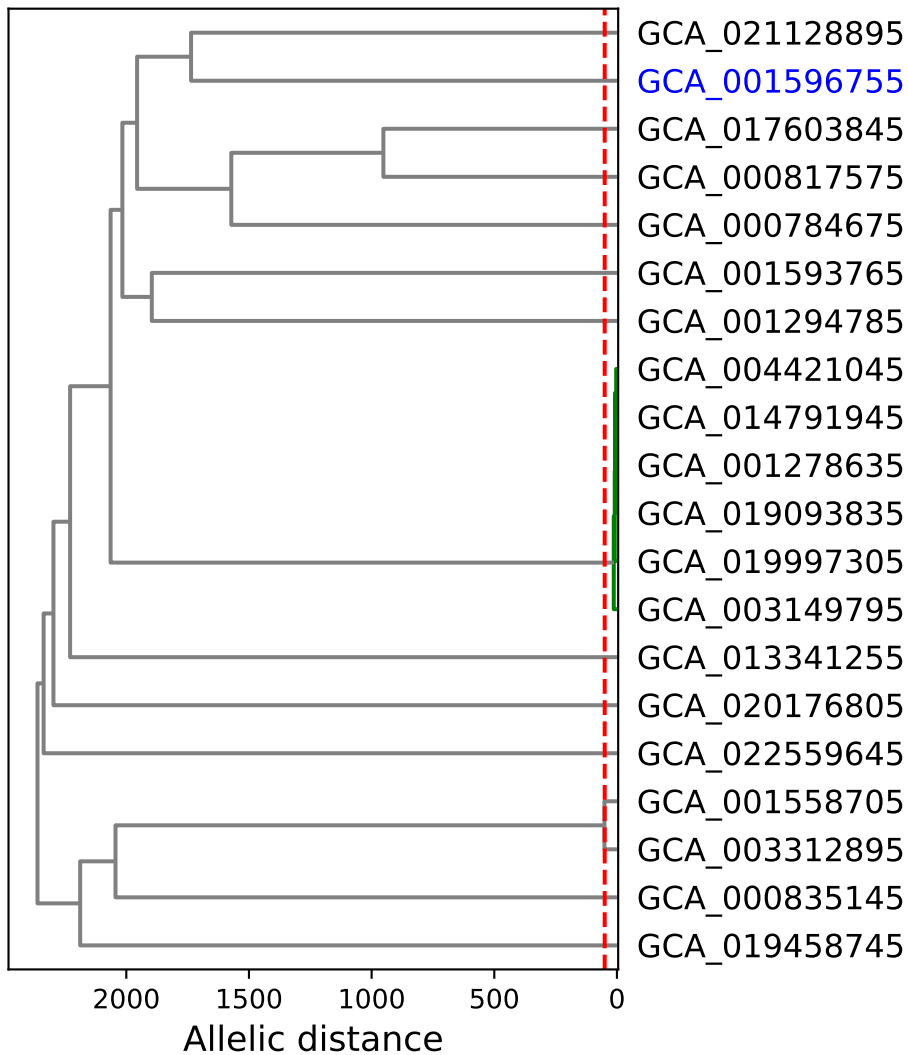 GCA_021128895
GCA_001596755
GCA_017603845
GCA_000817575
GCA_000784675
GCA_001593765
GCA_001294785
GCA_004421045
GCA_014791945
GCA_001278635
GCA_019093835
GCA_019997305
GCA_003149795
GCA_013341255
GCA_020176805
GCA_022559645
GCA_001558705
GCA_003312895
GCA_000835145
GCA_019458745
2000 1500 1000 500 0
Allelic distance